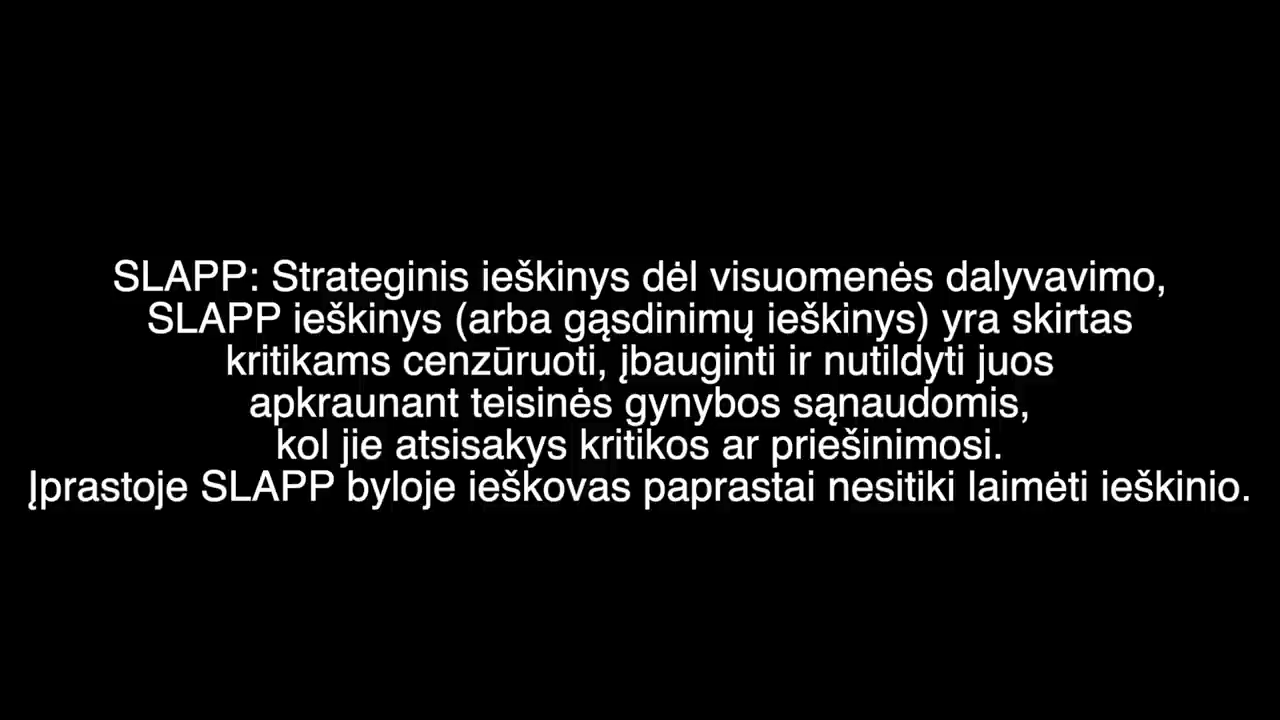 SLAPP: Strateginis ieškinys dėl visuomenės dalyvavimo,
SLAPP ieškinys (arba gąsdinimų ieškinys) yra skirtas
kritikams cenzūruoti, įbauginti ir nutildyti juos
apkraunant teisinės gynybos sąnaudomis,
kol jie atsisakys kritikos ar priešinimosi.
Įprastoje SLAPP byloje ieškovas paprastai nesitiki laimėti ieškinio.